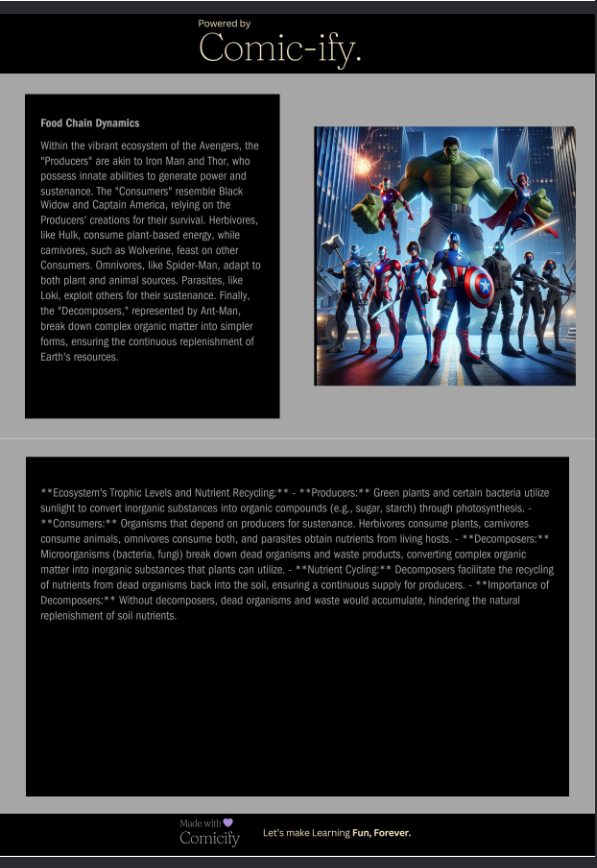 Powered by
Comic-ify.
Food Chain Dynamics
Within the vibrant ecosystem of the Avengers, the
"Producers" are akin to Iron Man and Thor, who
possess innate abilities to generate power and
sustenance. The "Consumers" resemble Black
Widow and Captain America, relying on the
Producers' creations for their survival. Herbivores,
like Hulk, consume plant-based energy, while
carnivores, such as Wolverine, feast on other
Consumers. Omnivores, like Spider-Man, adapt to
both plant and animal sources. Parasites, like
Loki, exploit others for their sustenance. Finally,
the "Decomposers," represented by Ant-Man,
break down complex organic matter into simpler
forms, ensuring the continuous replenishment of
Earth's resources.
**Ecosystem's Trophic Levels and Nutrient Recycling:** - **Producers:** Green plants and certain bacteria utilize
sunlight to convert inorganic substances into organic compounds (e.g., sugar, starch) through photosynthesis. -
**Consumers:** Organisms that depend on producers for sustenance. Herbivores consume plants, carnivores
consume animals, omnivores consume both, and parasites obtain nutrients from living hosts. - **Decomposers:**
Microorganisms (bacteria, fungi) break down dead organisms and waste products, converting complex organic
matter into inorganic substances that plants can utilize. - **Nutrient Cycling:** Decomposers facilitate the recycling
of nutrients from dead organisms back into the soil, ensuring a continuous supply for producers. - **Importance of
Decomposers:** Without decomposers, dead organisms and waste would accumulate, hindering the natural
replenishment of soil nutrients.
Made with 💜
Comicify
Let's make Learning Fun, Forever.